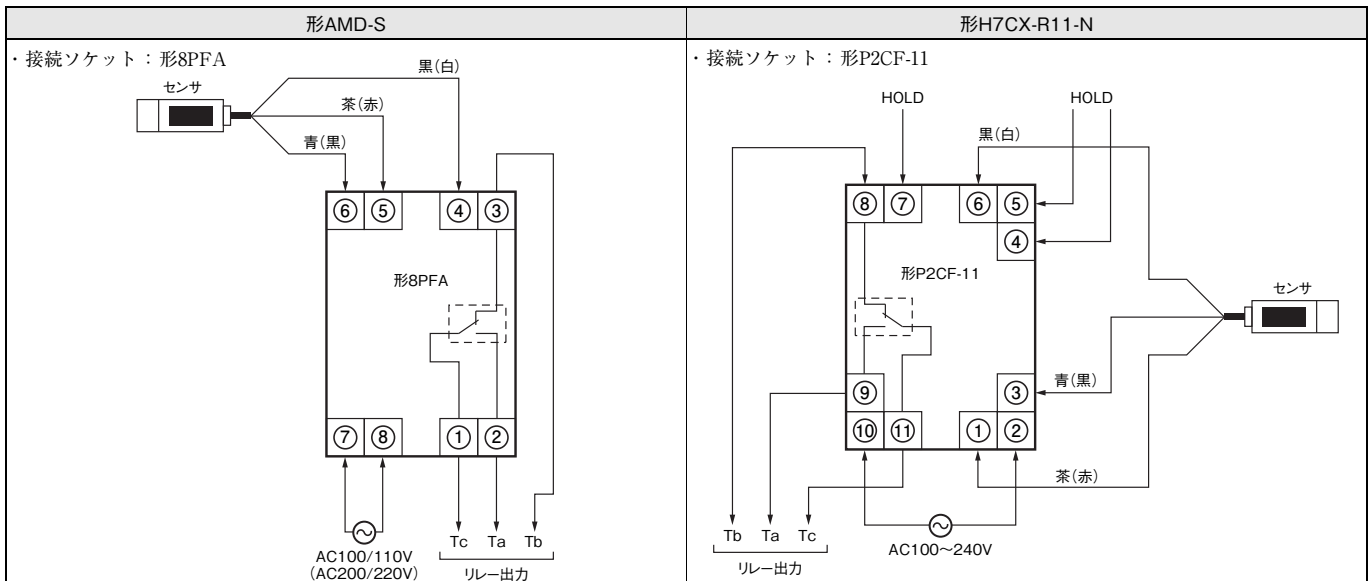 形AMD-S
・接続ソケット：形8PFA
センサ
黒(白)
茶(赤)
青(黒)
⑥ ⑤ ④ ③
形8PFA
⑦ ⑧ ① ②
Tc Ta Tb
AC100/110V
(AC200/220V)
リレー出力
形H7CX-R11-N
・接続ソケット：形P2CF-11
HOLD HOLD
黒(白)
⑧ ⑦ ⑥ ⑤
④
形P2CF-11
センサ
青(黒)
⑨ ③
⑩ ⑪ ① ②
茶(赤)
Tb Ta Tc
AC100～240V
リレー出力